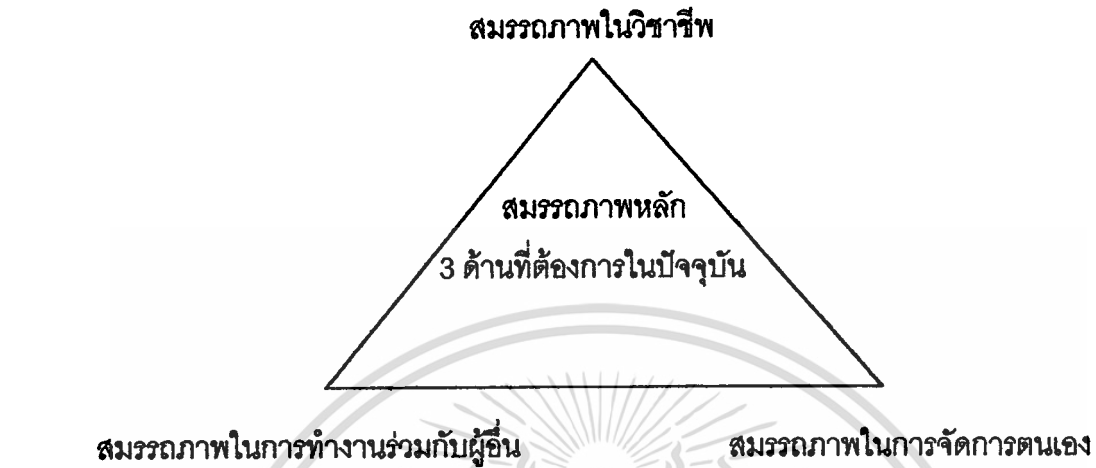 สมรรถภาพในวิชาชีพ
สมรรถภาพหลัก
3 ด้านที่ต้องการในปัจจุบัน
สมรรถภาพในการทำงานร่วมกับผู้อื่น
สมรรถภาพในการจัดการตนเอง